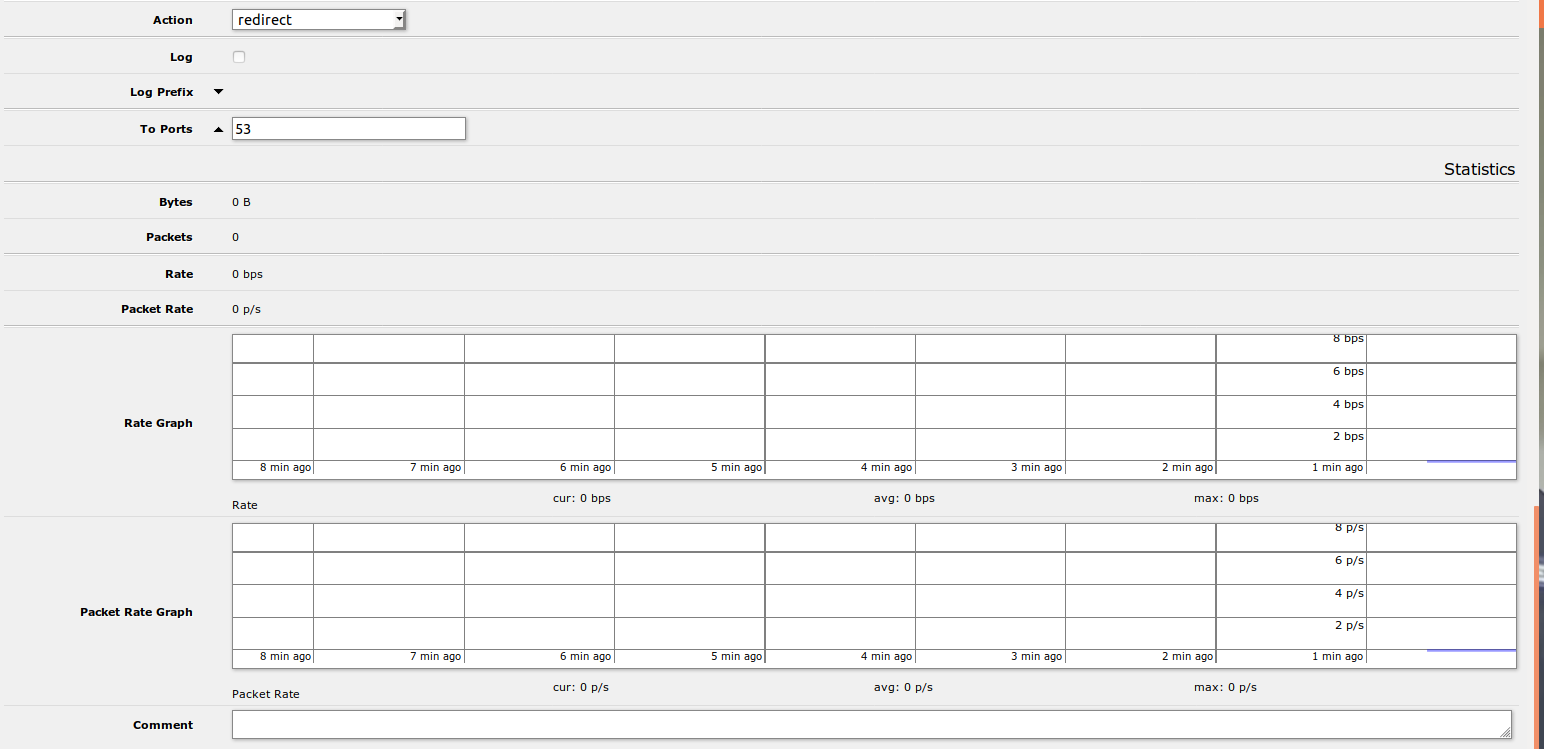 Action redirect
Log
Log Prefix
To Ports 53
Statistics
Bytes 0 B
Packets 0
Rate 0 bps
Packet Rate 0 p/s
8 bps
6 bps
4 bps
2 bps
Rate Graph
8 min ago 7 min ago 6 min ago 5 min ago 4 min ago 3 min ago 2 min ago 1 min ago
Rate cur: 0 bps avg: 0 bps max: 0 bps
8 p/s
6 p/s
4 p/s
2 p/s
Packet Rate Graph
8 min ago 7 min ago 6 min ago 5 min ago 4 min ago 3 min ago 2 min ago 1 min ago
Packet Rate cur: 0 p/s avg: 0 p/s max: 0 p/s
Comment